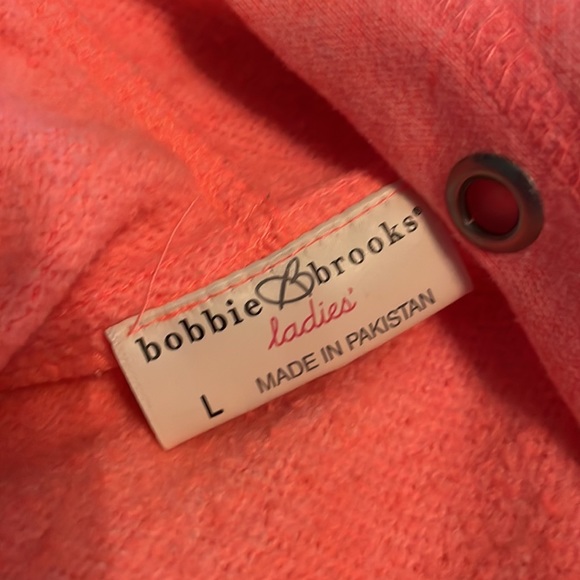 bobbie B brooks®
ladies'
MADE IN PAKISTAN
L